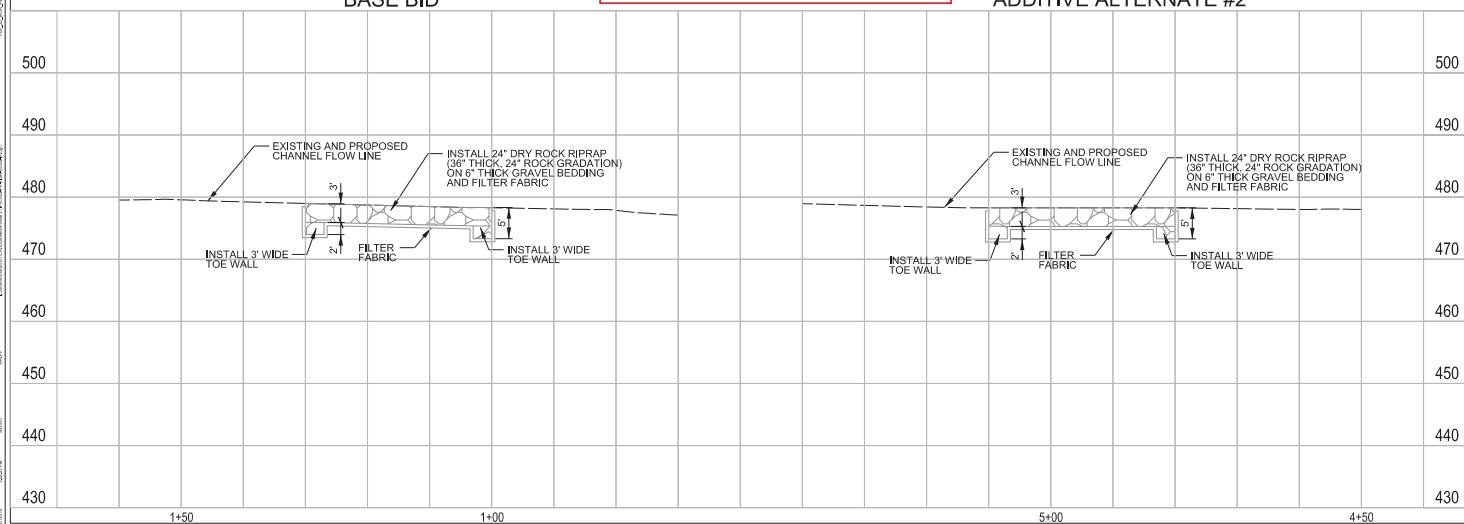 BASE BID
ADDITIVE ALTERNATE #2
500
500
490
490
EXISTING AND PROPOSED
CHANNEL FLOW LINE
INSTALL 24" DRY ROCK RIPRAP
(36" THICK, 24" ROCK GRADATION)
ON 6" THICK GRAVEL BEDDING
AND FILTER FABRIC
EXISTING AND PROPOSED
CHANNEL FLOW LINE
INSTALL 24" DRY ROCK RIPRAP
(36" THICK, 24" ROCK GRADATION)
ON 6" THICK GRAVEL BEDDING
AND FILTER FABRIC
480
3'
3'
480
5'
5'
470
INSTALL 3' WIDE
TOE WALL
2'
FILTER
FABRIC
INSTALL 3' WIDE
TOE WALL
INSTALL 3' WIDE
TOE WALL
2'
FILTER
FABRIC
INSTALL 3' WIDE
TOE WALL
470
460
460
450
450
440
440
430
430
1+50
1+00
5+00
4+50